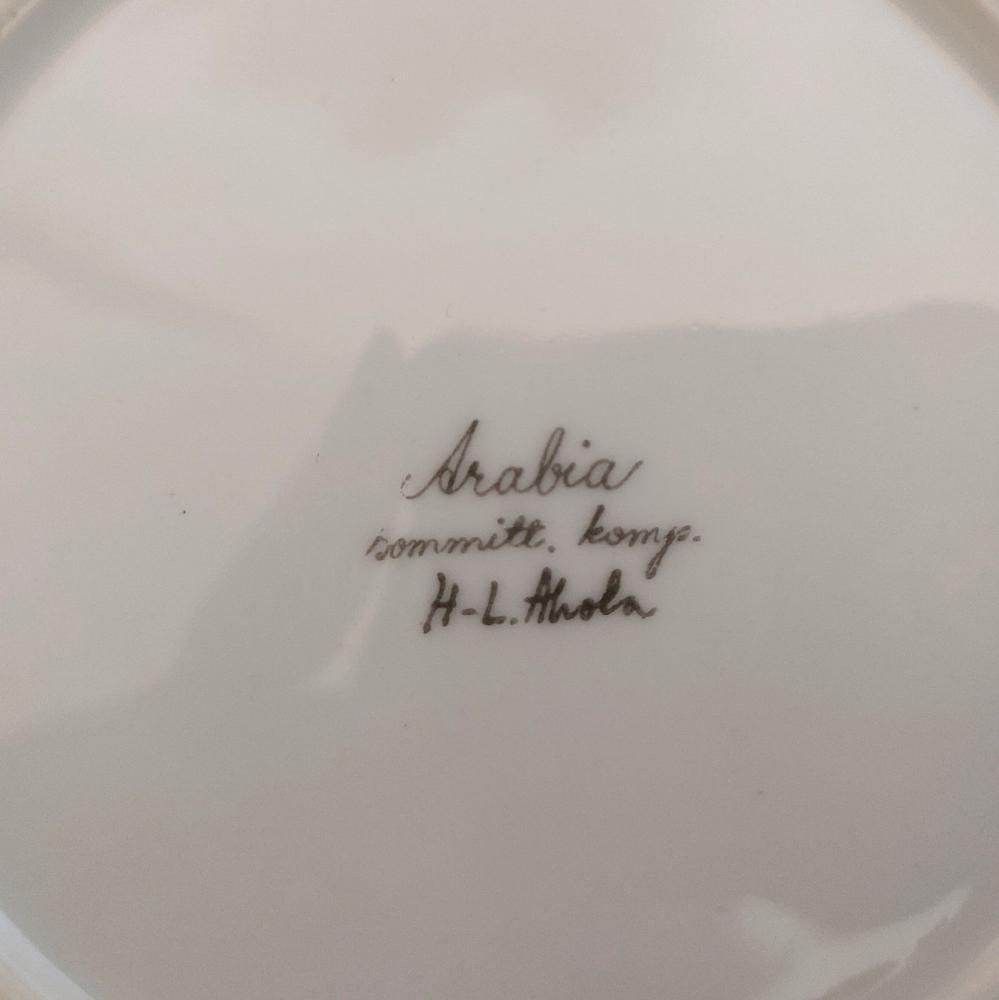 Arabia
sommitt. komp.
H-L. Ahola